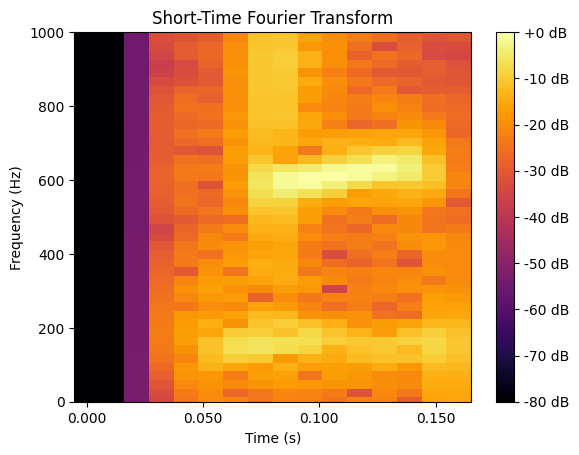 Short-Time Fourier Transform
1000
800
600
400
200
0
Frequency (Hz)
0.000
0.050
0.100
0.150
Time (s)
+0 dB
-10 dB
-20 dB
-30 dB
-40 dB
-50 dB
-60 dB
-70 dB
-80 dB